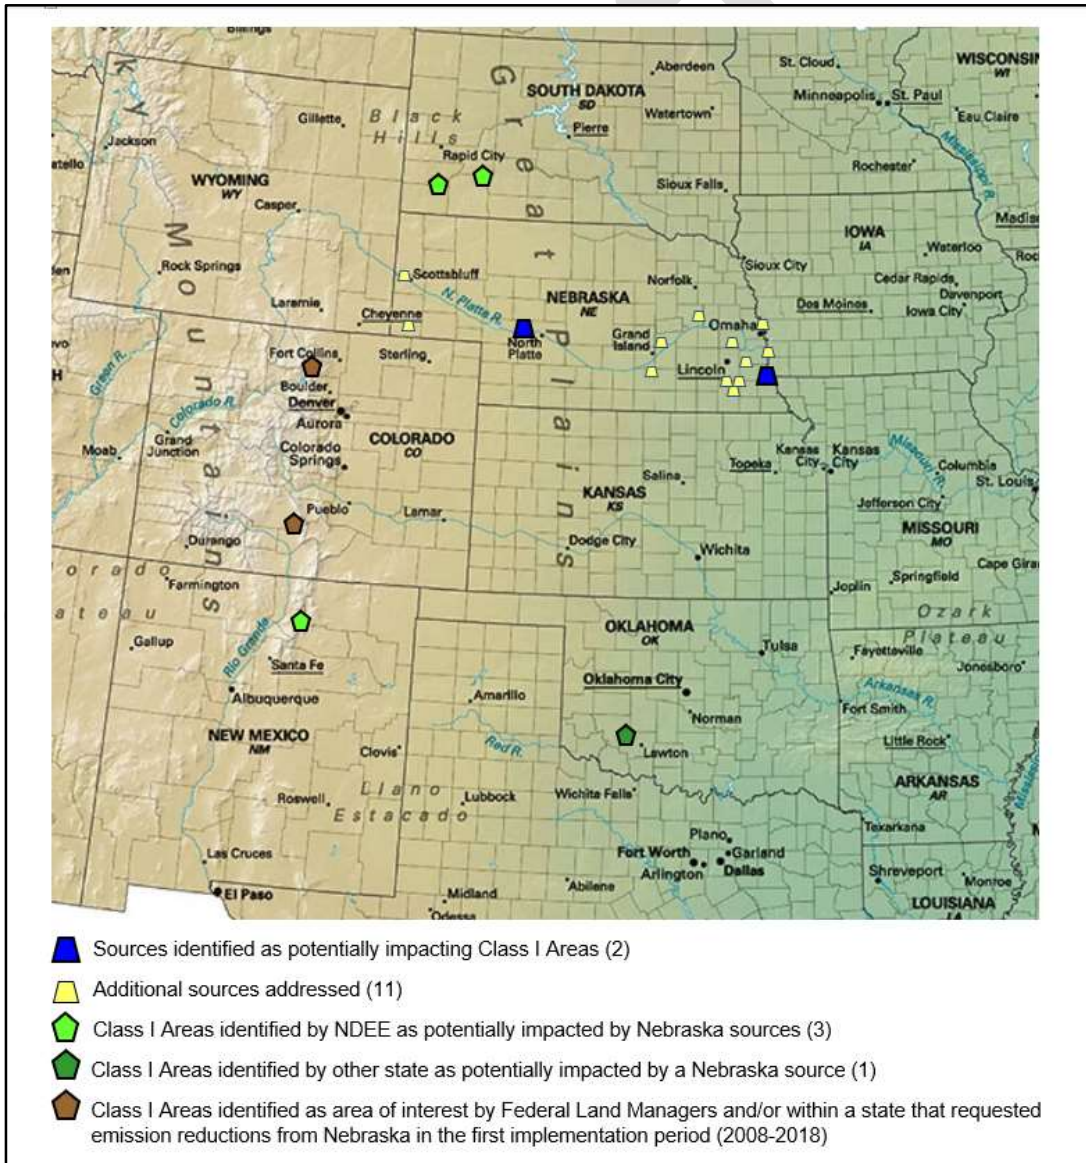 Billings
Aberdeen
St. Cloud
WISCONSIN
WI
SOUTH DAKOTA
SD
Minneapolis
St. Paul
Gillette
Black
Hills
Watertown
Eau Claire
Pierre
Jackson
Rapid City
Mississippi R.
Rochester
WYOMING
WY
Sioux Falls
Casper
Madis
IOWA
IA
Waterloo
Rock Springs
Scottsbluff
Sioux City
Roc
Norfolk
Cedar Rapids
Laramie
Cheyenne
N. Platte R.
NEBRASKA
NE
Des Moines
Davenport
Iowa City
Omaha
Grand
Island
North
Platte
Fort Collins
Sterling
Lincoln
Green R.
Boulder
Denver
Colorado R.
Aurora
Grand
Junction
COLORADO
CO
Moab
Colorado
Springs
Kansas
City
Kansas
City
Missouri R.
Topeka
Columbia
Salina
St. Louis
KANSAS
KS
Jefferson City
Pueblo
Lamar
MISSOURI
MO
Durango
Dodge City
Wichita
Cape Gira
Rocky Mountains
Great Plains
orado
ateau
Farmington
Joplin
Springfield
Ozark
Plateau
Rio Grande
OKLAHOMA
OK
Gallup
Tulsa
Fayetteville
Santa Fe
Jonesboro
Oklahoma City
Arkansas R.
Albuquerque
Amarillo
Norman
Fort Smith
NEW MEXICO
NM
Red R.
Clovis
Lawton
Little Rock
ARKANSAS
AR
Mississi
Llano
Estacado
Roswell
Lubbock
Wichita Falls
Texarkana
Plano
Las Cruces
Fort Worth
Garland
Arlington
Dallas
Shreveport
El Paso
Midland
Abilene
Monroe
Odessa
LOUISIANA
LA
Sources identified as potentially impacting Class I Areas (2)
Additional sources addressed (11)
Class I Areas identified by NDEE as potentially impacted by Nebraska sources (3)
Class I Areas identified by other state as potentially impacted by a Nebraska source (1)
Class I Areas identified as area of interest by Federal Land Managers and/or within a state that requested
emission reductions from Nebraska in the first implementation period (2008-2018)